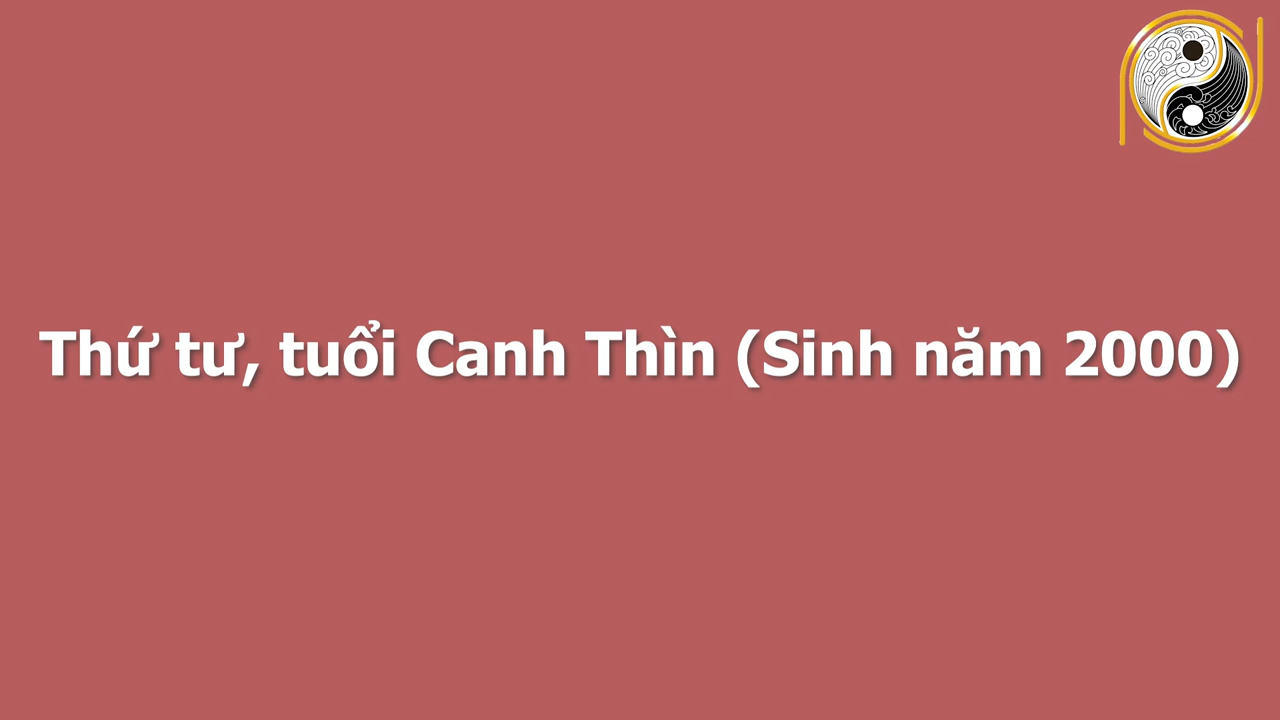 Thứ tư, tuổi Canh Thìn (Sinh năm 2000)